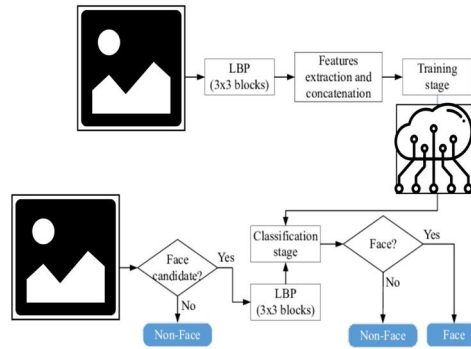 LBP
(3x3 blocks)
Features
extraction and
concatenation
Training
stage
Face
candidate?
Yes
No
Non-Face
LBP
(3x3 blocks)
Classification
stage
Face?
Yes
No
Non-Face
Face